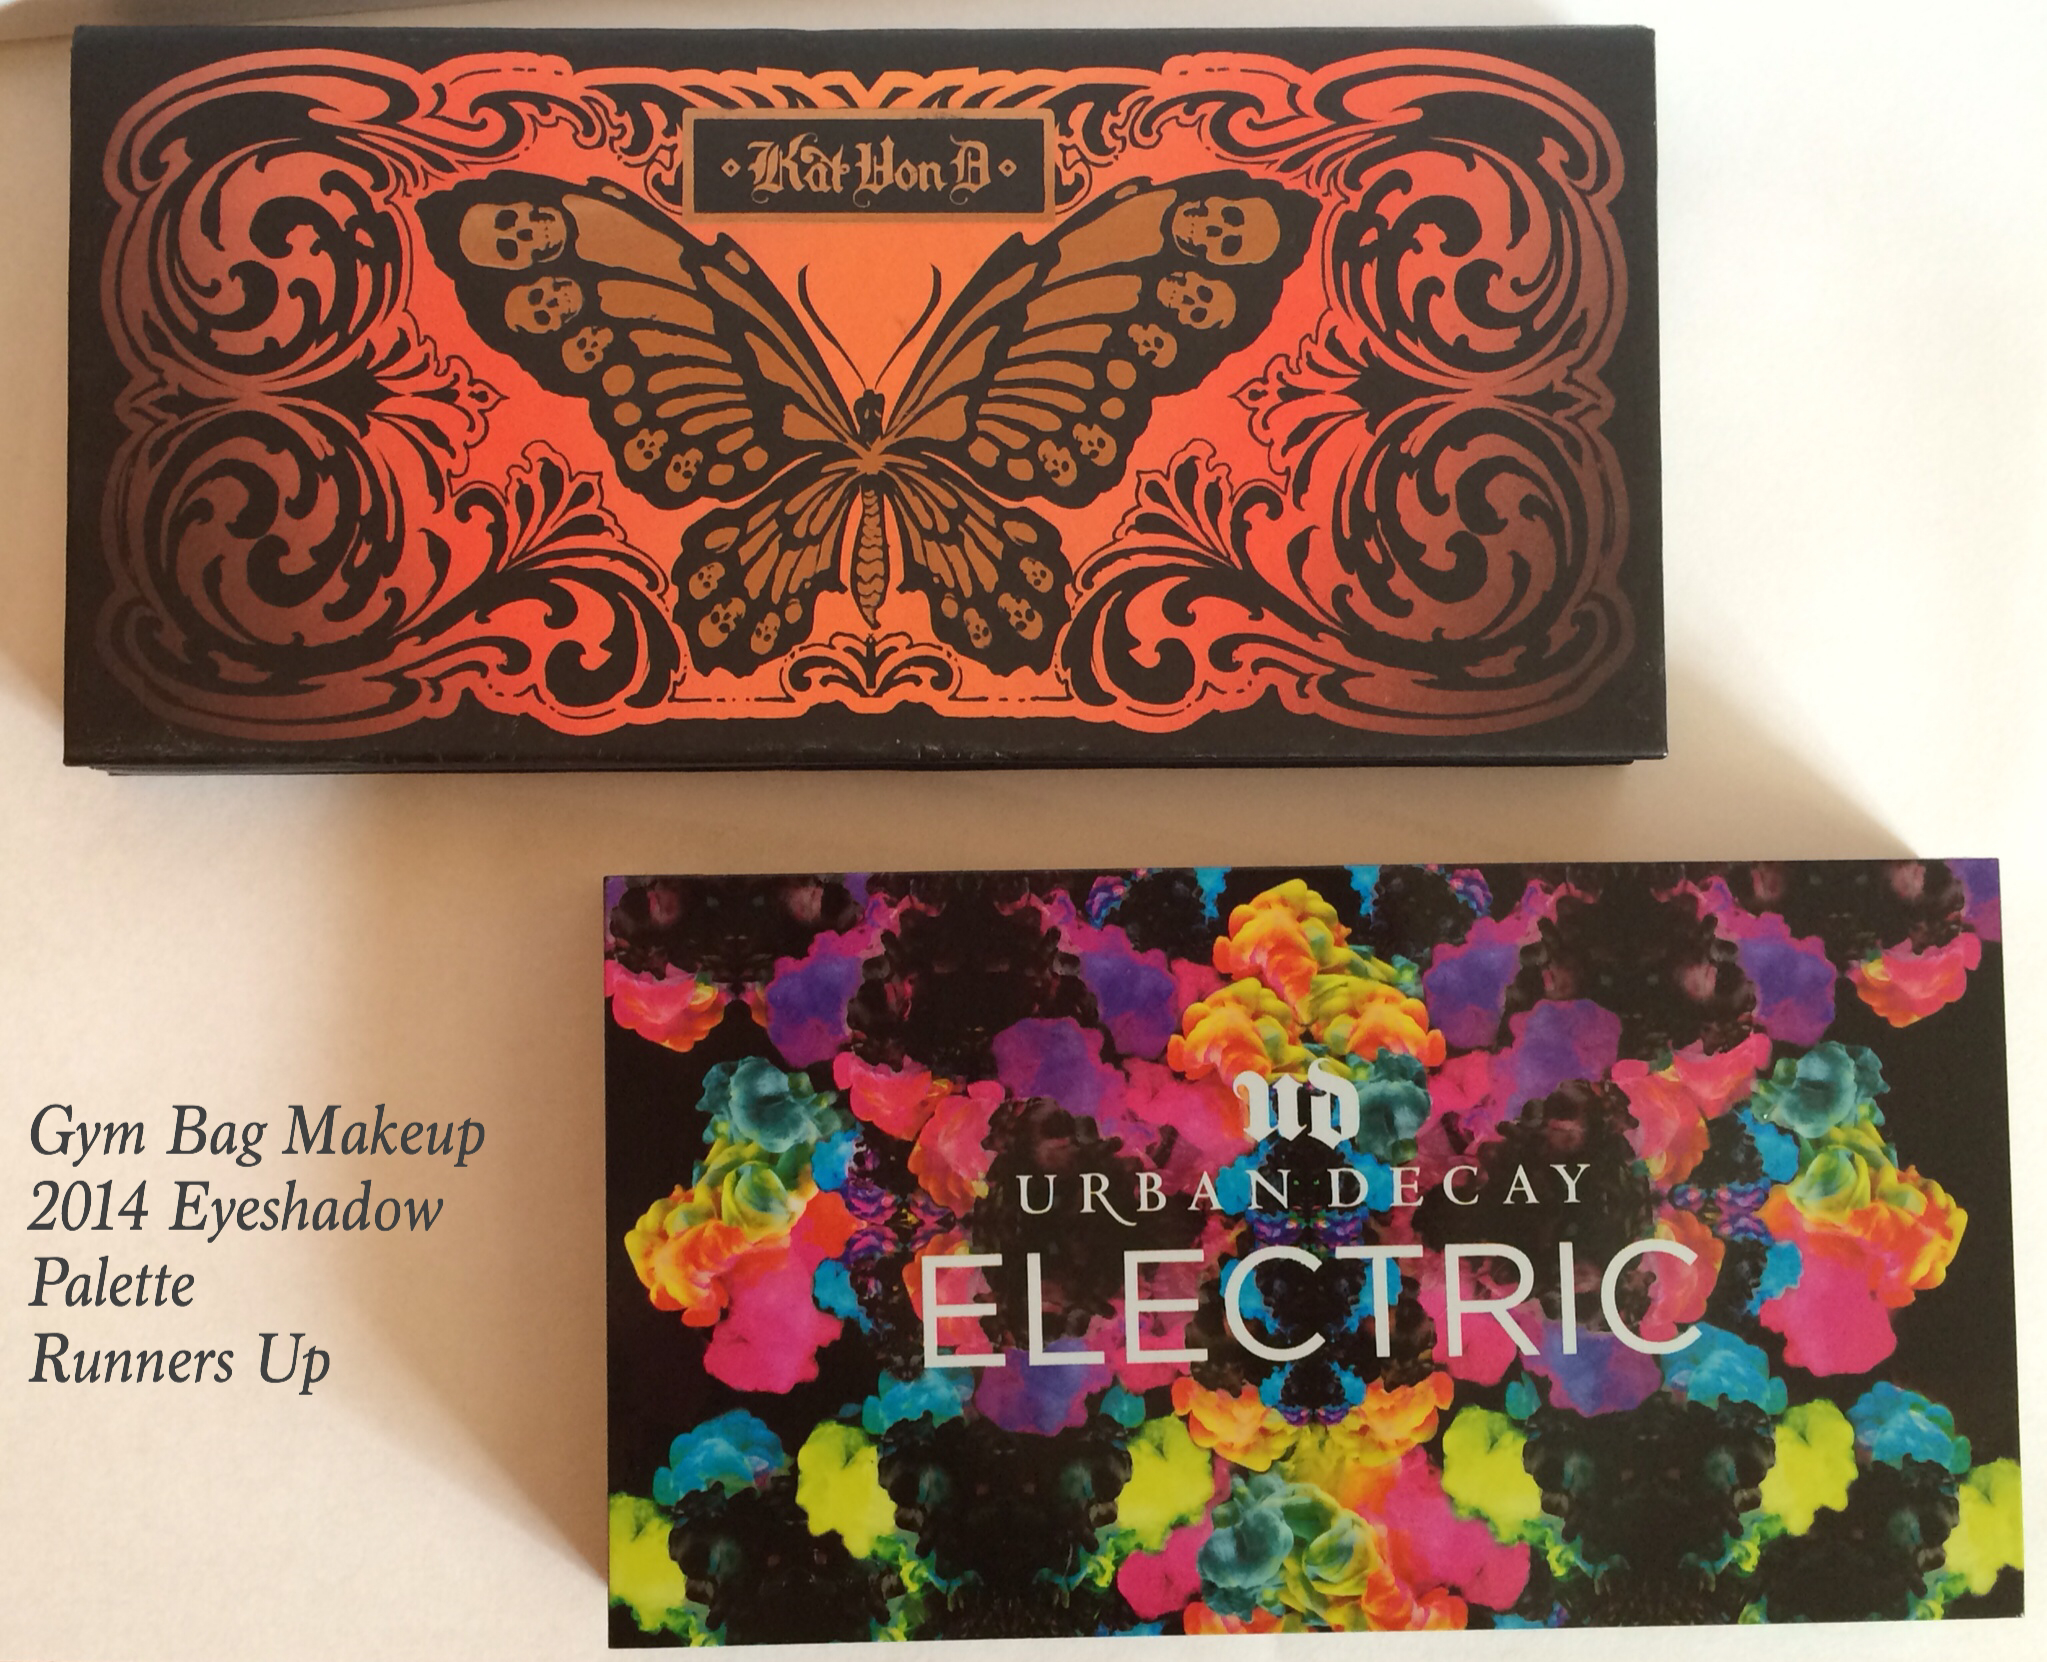 Kat Von D
ud
URBAN DECAY
ELECTRIC
Gym Bag Makeup
2014 Eyeshadow
Palette
Runners Up